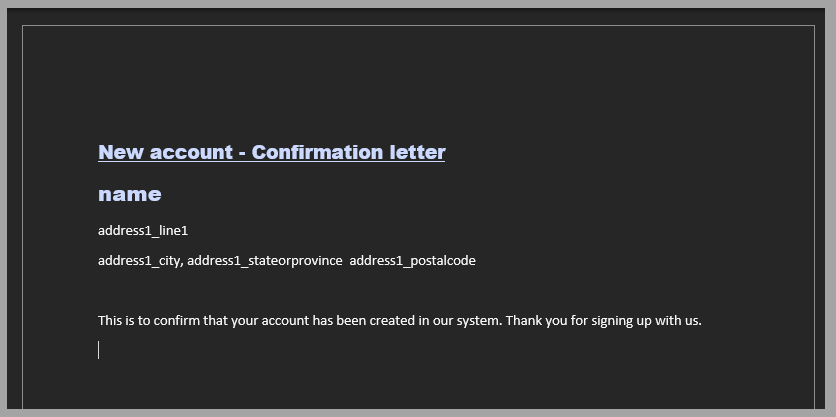 New account - Confirmation letter
name
address1_line1
address1_city, address1_stateorprovince  address1_postalcode
This is to confirm that your account has been created in our system. Thank you for signing up with us.